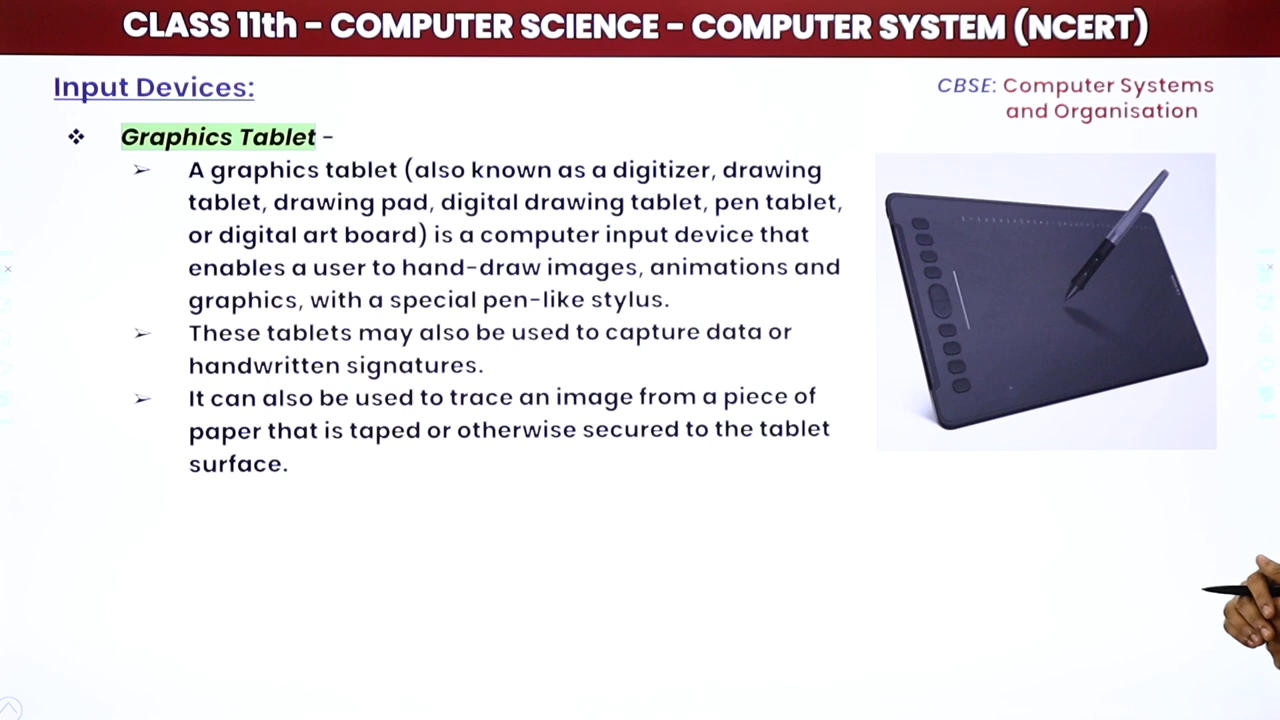 CLASS 11th - COMPUTER SCIENCE - COMPUTER SYSTEM (NCERT)
Input Devices:
CBSE: Computer Systems
and Organisation
❖ Graphics Tablet -
➢ A graphics tablet (also known as a digitizer, drawing
tablet, drawing pad, digital drawing tablet, pen tablet,
or digital art board) is a computer input device that
enables a user to hand-draw images, animations and
graphics, with a special pen-like stylus.
➢ These tablets may also be used to capture data or
handwritten signatures.
➢ It can also be used to trace an image from a piece of
paper that is taped or otherwise secured to the tablet
surface.